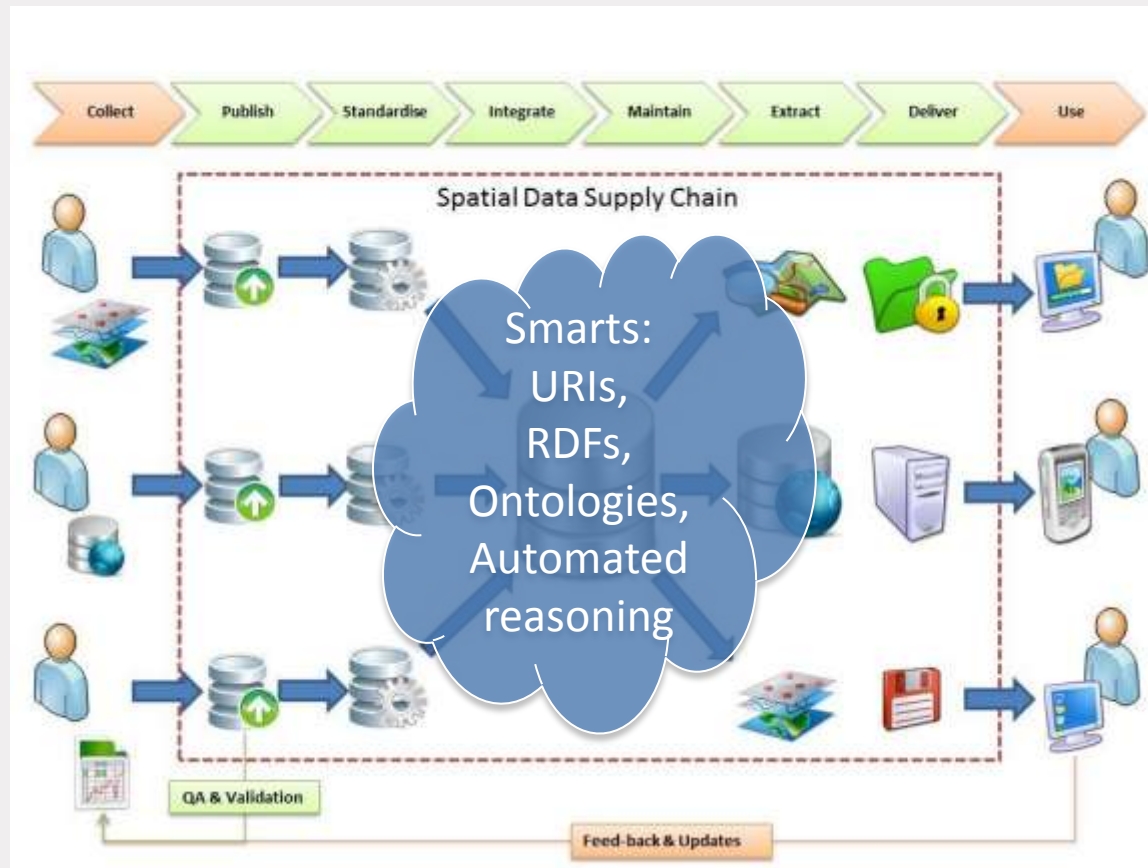 Collect
Publish
Standardise
Integrate
Maintain
Extract
Deliver
Use
Spatial Data Supply Chain
Smarts:
URIs,
RDFs,
Ontologies,
Automated
reasoning
QA & Validation
Feed-back & Updates